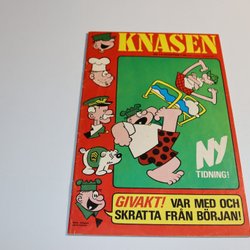 KNASEN
NY
TIDNING!
GIVAKT! VAR MED OCH
SKRATTA FRÅN BÖRJAN!